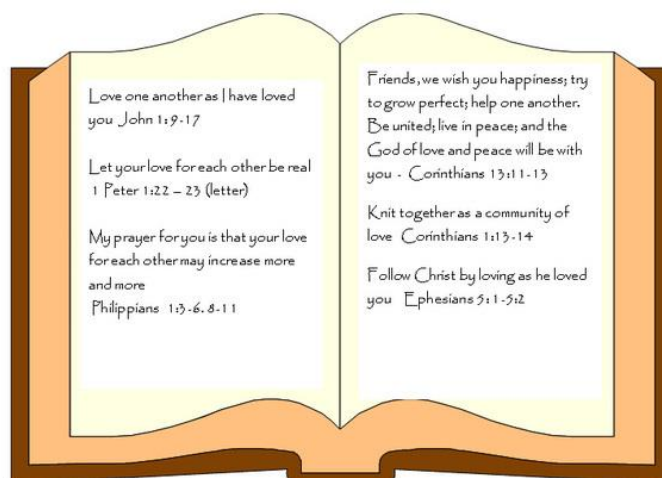 Love one another as I have loved
you John 1:9-17
Let your love for each other be real
1 Peter 1:22 – 23 (letter)
My prayer for you is that your love
for each other may increase more
and more
Philippians 1:3-6. 8-11
Friends, we wish you happiness; try
to grow perfect; help one another.
Be united; live in peace; and the
God of love and peace will be with
you - Corinthians 13:11-13
Knit together as a community of
love Corinthians 1:13-14
Follow Christ by loving as he loved
you Ephesians 5:1-5:2